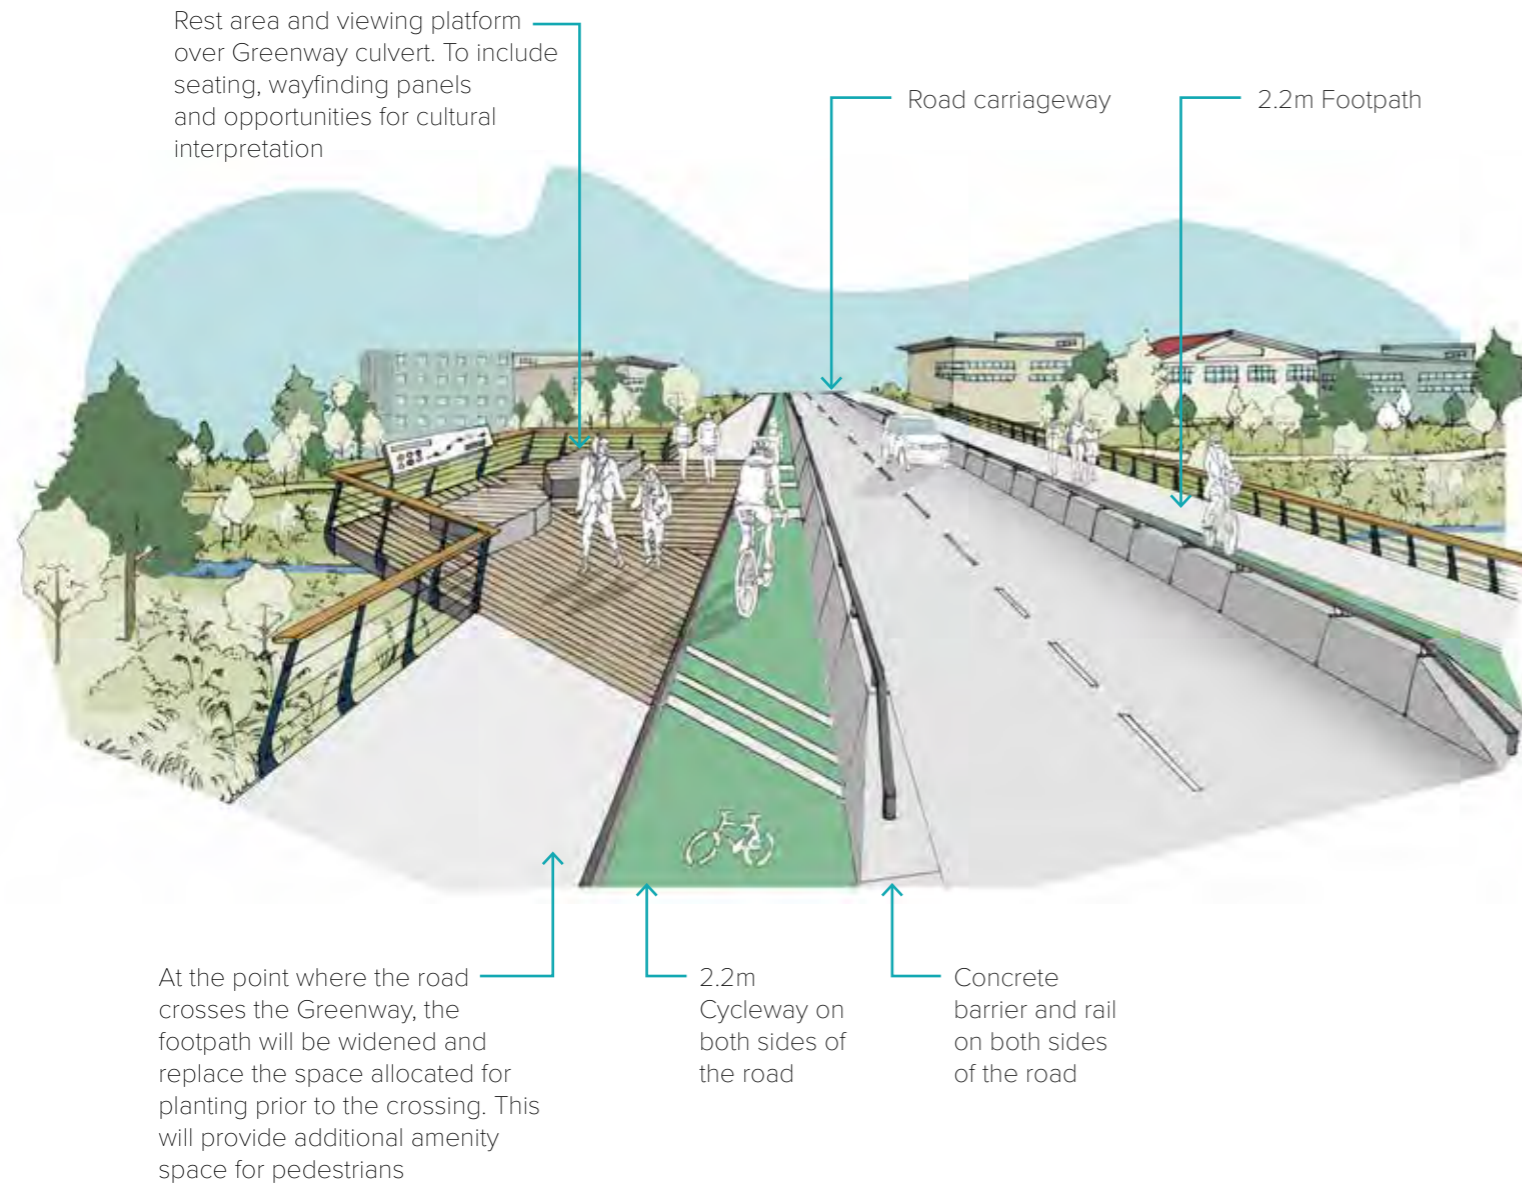 Rest area and viewing platform
over Greenway culvert. To include
seating, wayfinding panels
and opportunities for cultural
interpretation
Road carriageway
2.2m Footpath
At the point where the road
crosses the Greenway, the
footpath will be widened and
replace the space allocated for
planting prior to the crossing. This
will provide additional amenity
space for pedestrians
2.2m
Cycleway on
both sides of
the road
Concrete
barrier and rail
on both sides
of the road